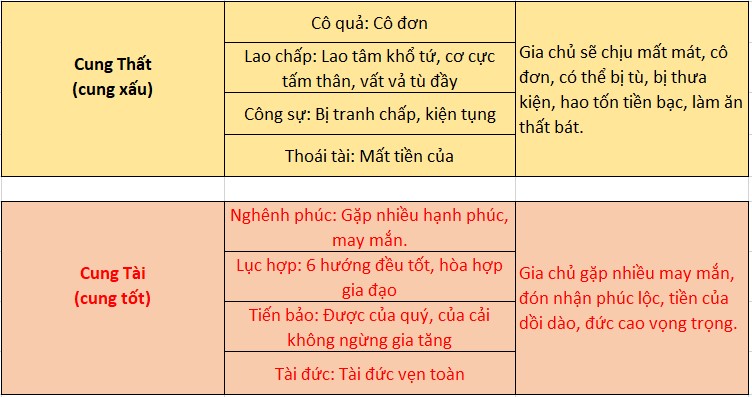 Cung Thất
(cung xấu)
Cô quả: Cô đơn
Lao chấp: Lao tâm khổ tứ, cơ cực
tấm thân, vất vả tù đầy
Công sự: Bị tranh chấp, kiện tụng
Thoái tài: Mất tiền của
Gia chủ sẽ chịu mất mát, cô
đơn, có thể bị tù, bị thưa
kiện, hao tốn tiền bạc, làm ăn
thất bát.
Cung Tài
(cung tốt)
Nghênh phúc: Gặp nhiều hạnh phúc,
may mắn.
Lục hợp: 6 hướng đều tốt, hòa hợp
gia đạo
Tiến bảo: Được của quý, của cải
không ngừng gia tăng
Tài đức: Tài đức vẹn toàn
Gia chủ gặp nhiều may mắn,
đón nhận phúc lộc, tiền của
dồi dào, đức cao vọng trọng.